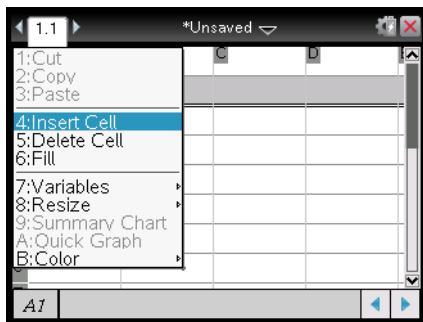 1.1 *Unsaved
C D
1:Cut
2:Copy
3:Paste
4:Insert Cell
5:Delete Cell
6:Fill
7:Variables
8:Resize
9:Summary Chart
A:Quick Graph
B:Color
A1